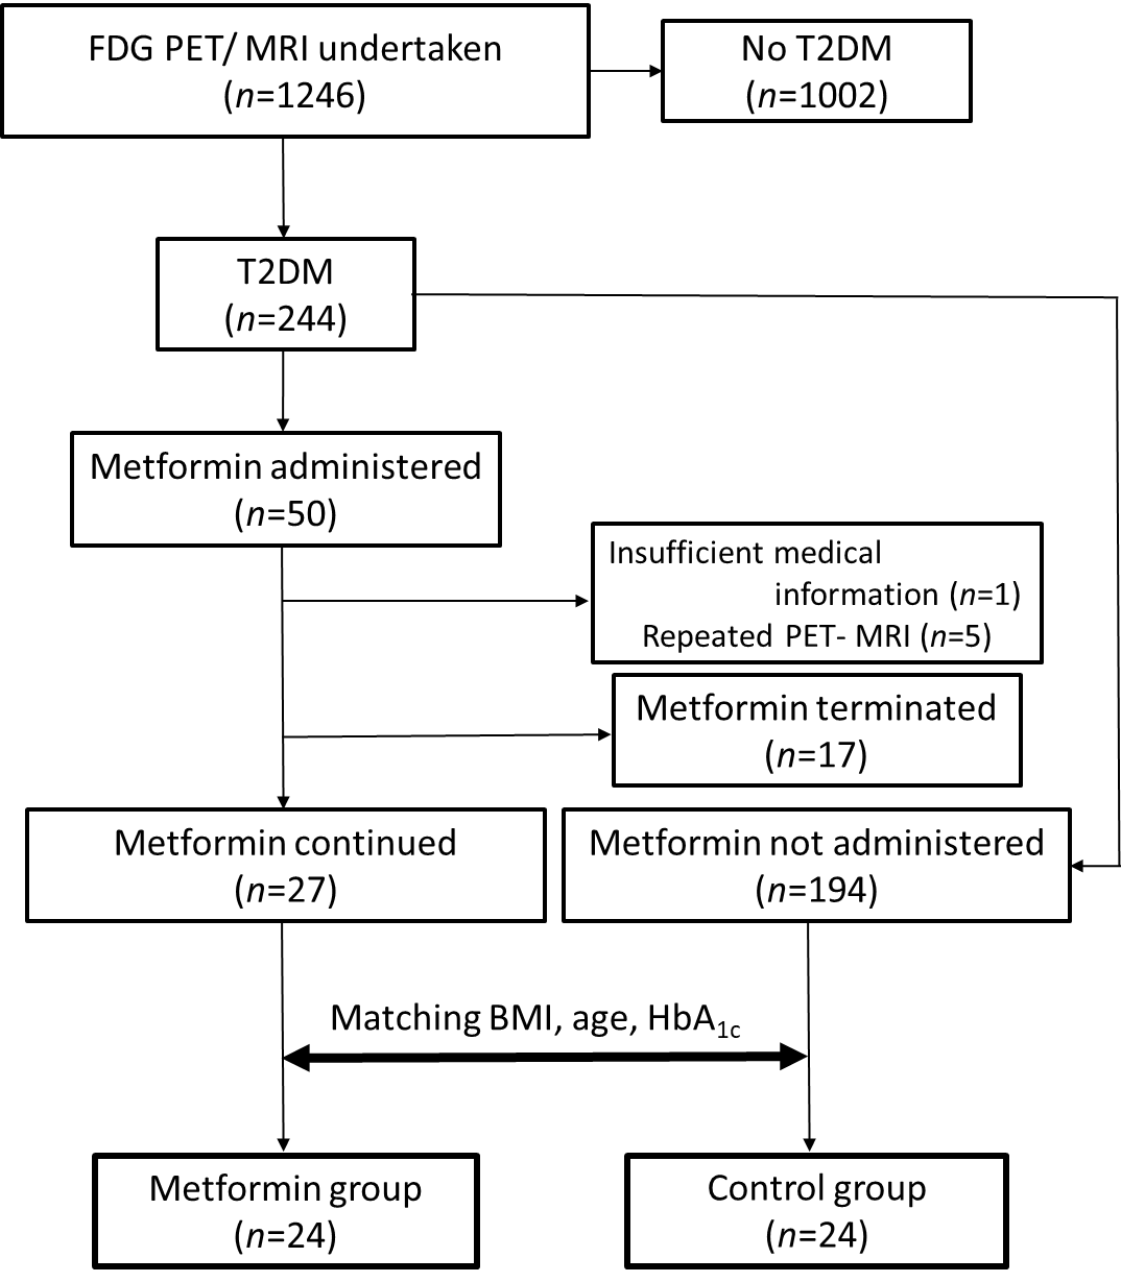 FDG PET/ MRI undertaken
(n=1246)
No T2DM
(n=1002)
T2DM
(n=244)
Metformin administered
(n=50)
Insufficient medical
information (n=1)
Repeated PET- MRI (n=5)
Metformin terminated
(n=17)
Metformin continued
(n=27)
Metformin not administered
(n=194)
Matching BMI, age, HbA1c
Metformin group
(n=24)
Control group
(n=24)